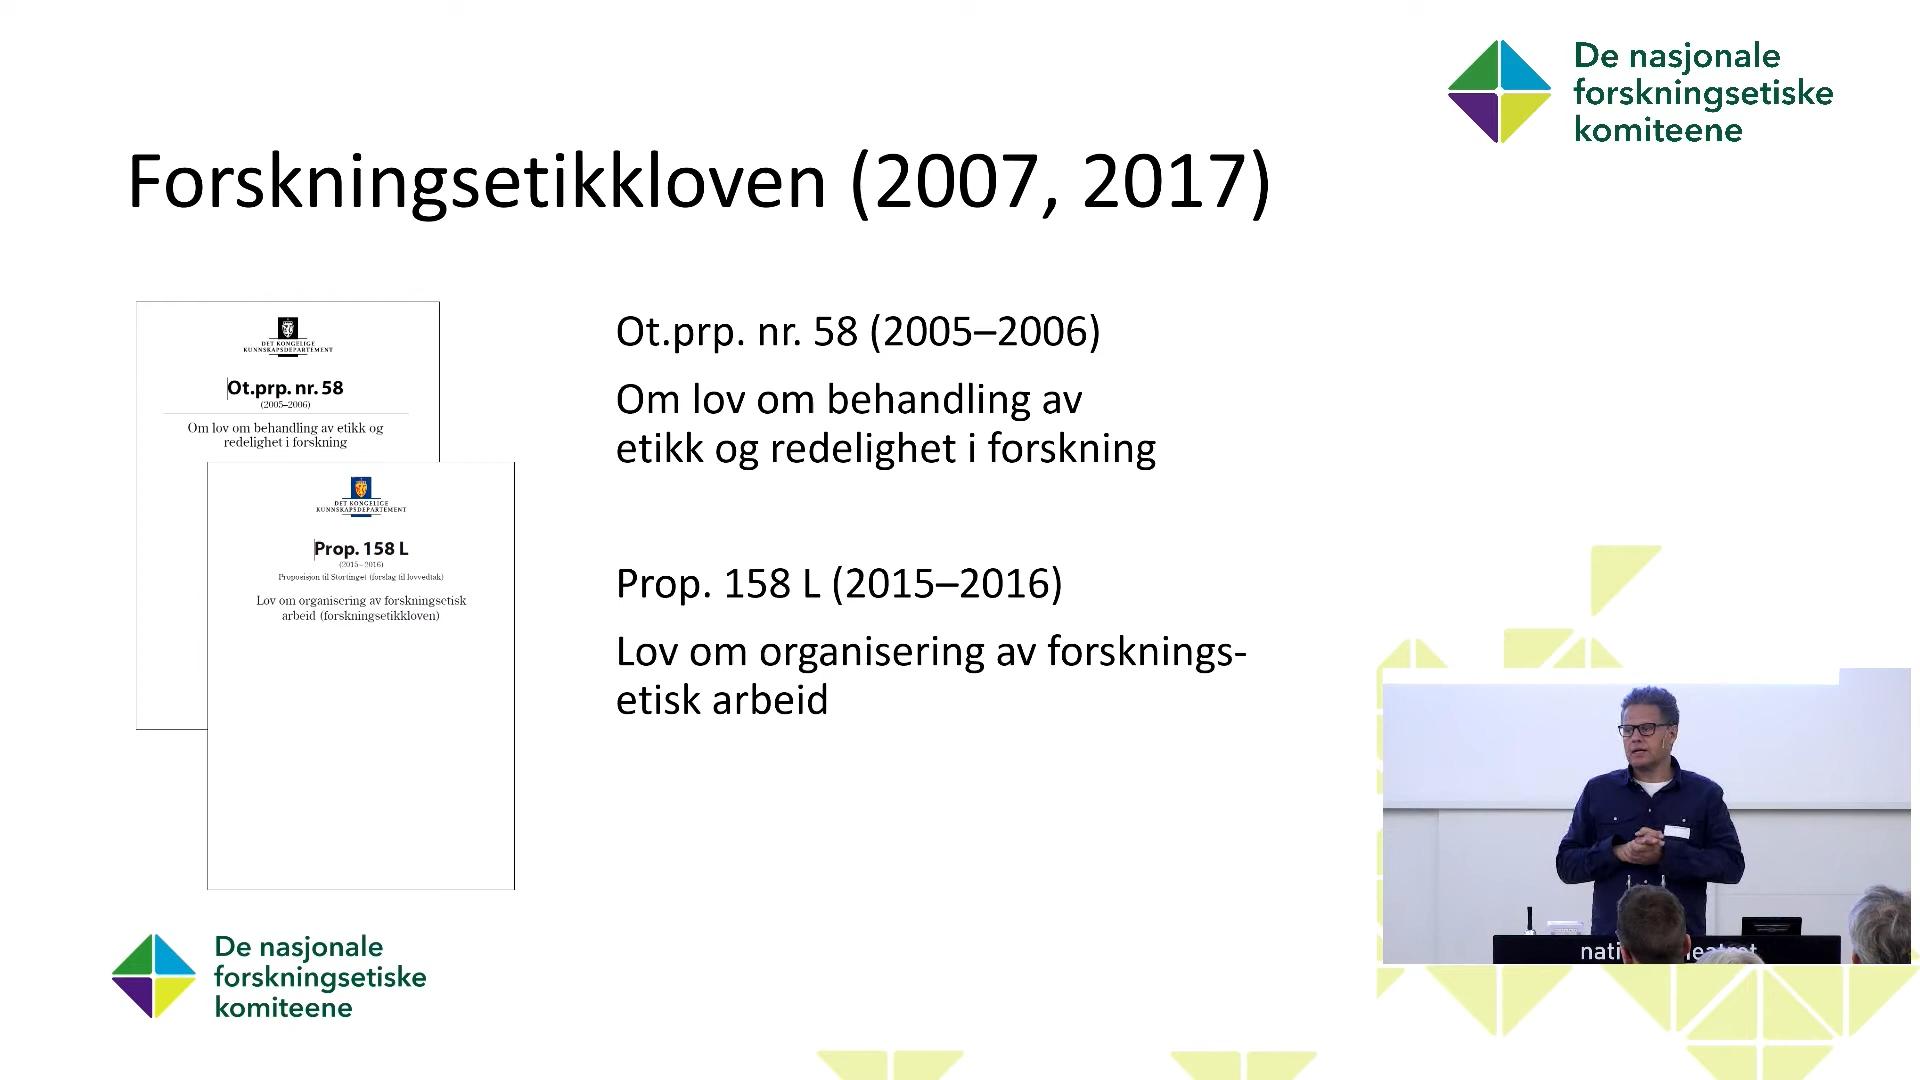 De nasjonale
forskningsetiske
komiteene
Forskningsetikkloven (2007, 2017)
DET KONGELIGE
KUNNSKAPSDEPARTEMENT
Ot.prp. nr. 58
(2005–2006)
Om lov om behandling av etikk og
redelighet i forskning
DET KONGELIGE
KUNNSKAPSDEPARTEMENT
Prop. 158 L
(2015–2016)
Proposisjon til Stortinget (forslag til lovvedtak)
Lov om organisering av forskningsetisk
arbeid (forskningsetikkloven)
Ot.prp. nr. 58 (2005–2006)
Om lov om behandling av
etikk og redelighet i forskning
Prop. 158 L (2015–2016)
Lov om organisering av forsknings-
etisk arbeid
De nasjonale
forskningsetiske
komiteene